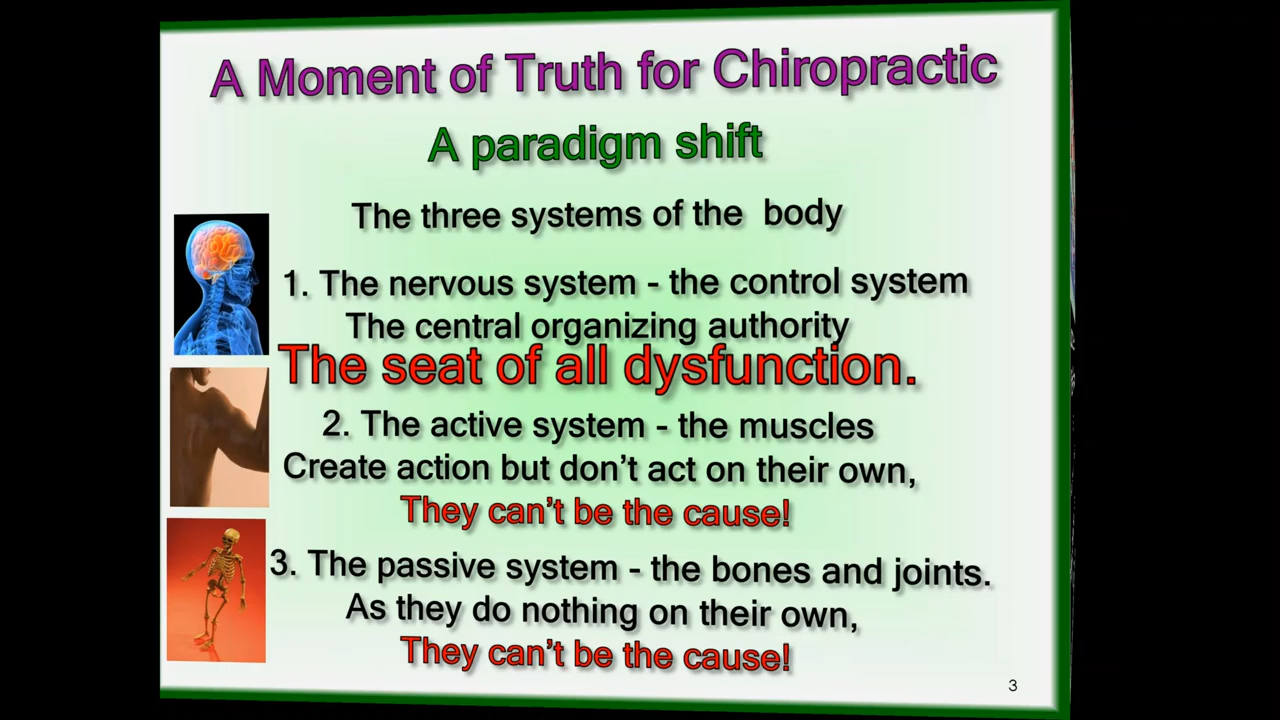 A Moment of Truth for Chiropractic
A paradigm shift
The three systems of the body
1. The nervous system - the control system
The central organizing authority
The seat of all dysfunction.
2. The active system - the muscles
Create action but don't act on their own,
They can't be the cause!
3. The passive system - the bones and joints.
As they do nothing on their own,
They can't be the cause!
3